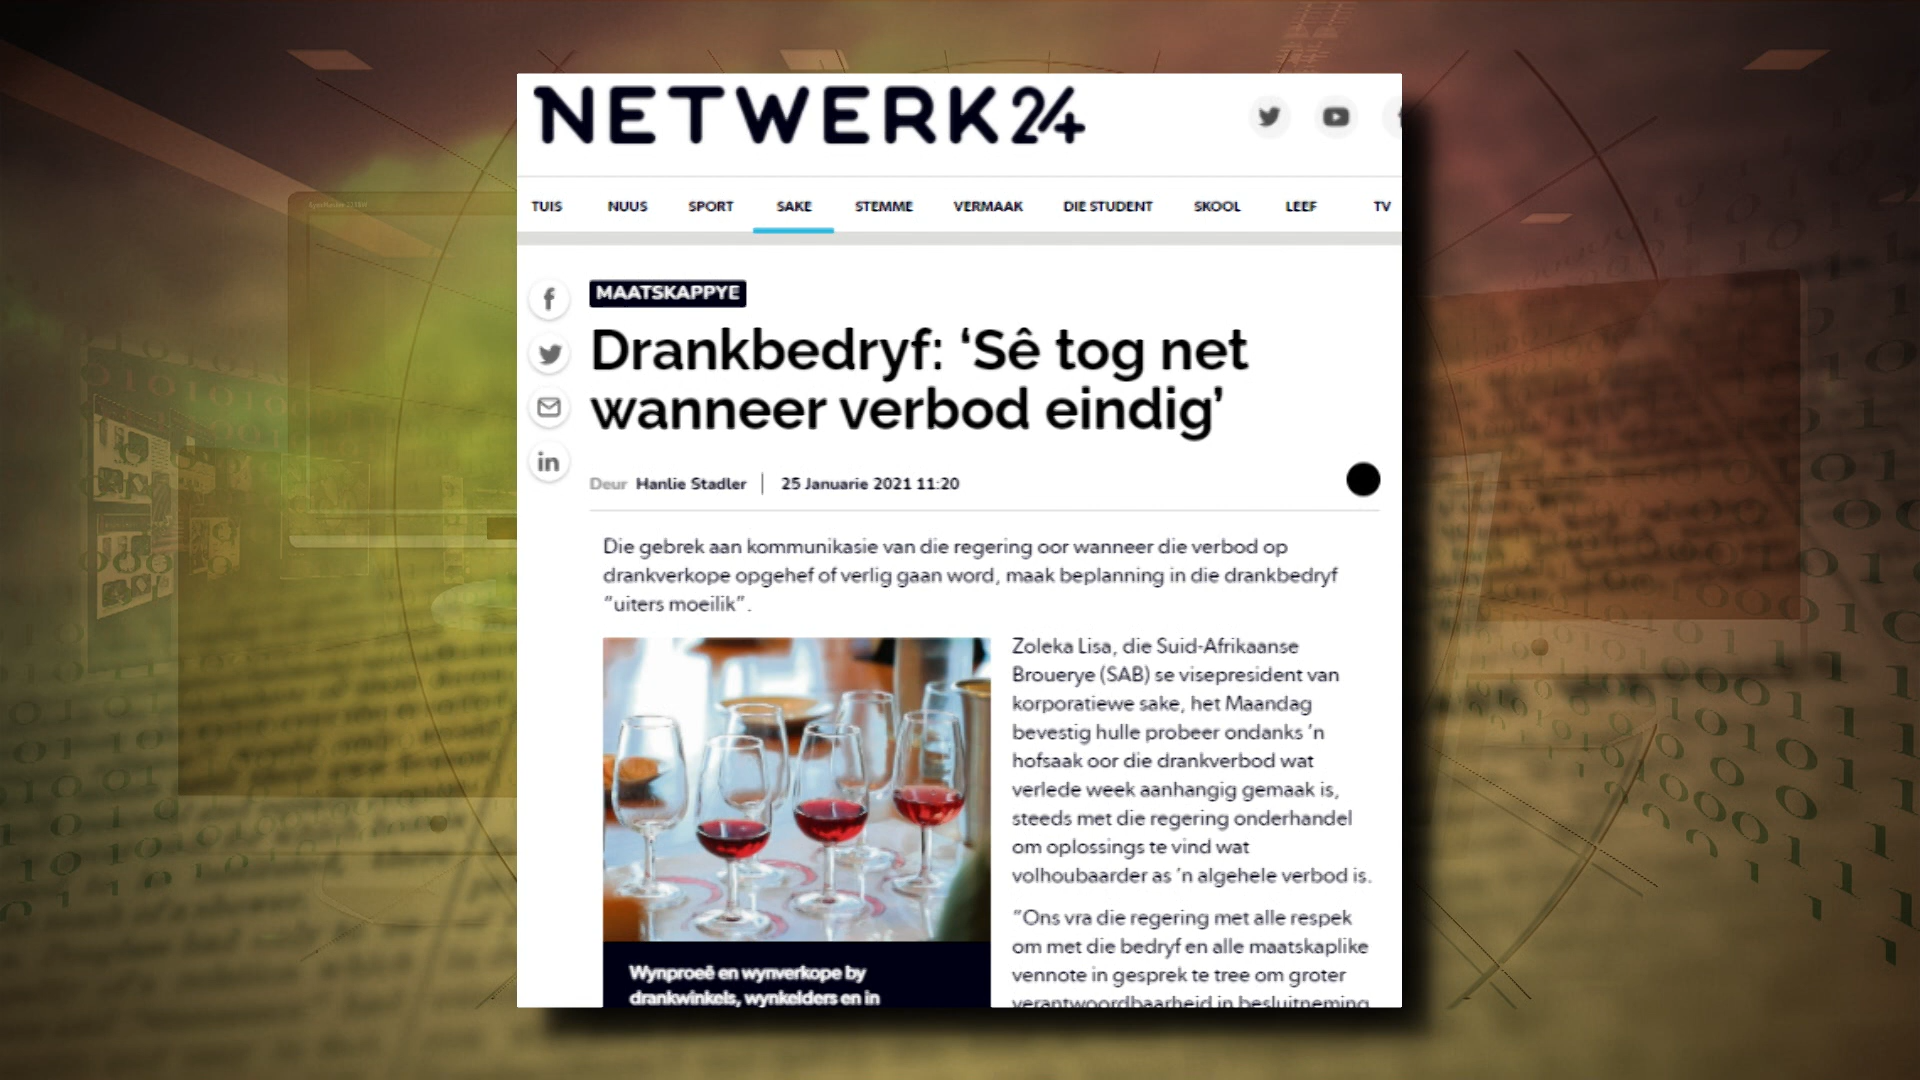 NETWERK24
TUIS NUUS SPORT SAKE STEMME VERMAAK DIE STUDENT SKOOL LEEF TV
MAATSKAPPYE
Drankbedryf: ‘Sê tog net
wanneer verbod eindig’
Deur Hanlie Stadler | 25 Januarie 2021 11:20
Die gebrek aan kommunikasie van die regering oor wanneer die verbod op
drankverkope opgehef of verlig gaan word, maak beplanning in die drankbedryf
“uiters moeilik”.
Zoleka Lisa, die Suid-Afrikaanse
Brouerye (SAB) se visepresident van
korporatiewe sake, het Maandag
bevestig hulle probeer ondanks ’n
hofsaak oor die drankverbod wat
verlede week aanhangig gemaak is,
steeds met die regering onderhandel
om oplossings te vind wat
volhoubaarder as ’n algehele verbod is.
“Ons vra die regering met alle respek
om met die bedryf en alle maatskaplike
vennote in gesprek te tree om groter
verantwoordbaarheid in besluitneming
Wynproeë en wynverkope by
drankwinkels, wynkelders en in